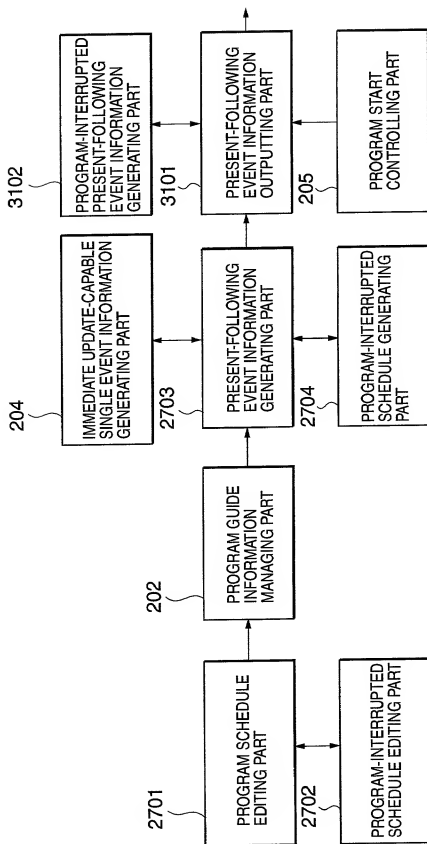 2701
PROGRAM SCHEDULE
EDITING PART
2702
PROGRAM-INTERRUPTED
SCHEDULE EDITING PART
202
PROGRAM GUIDE
INFORMATION
MANAGING PART
204
IMMEDIATE UPDATE-CAPABLE
SINGLE EVENT INFORMATION
GENERATING PART
2703
PRESENT-FOLLOWING
EVENT INFORMATION
GENERATING PART
2704
PROGRAM-INTERRUPTED
SCHEDULE GENERATING
PART
3102
PROGRAM-INTERRUPTED
PRESENT-FOLLOWING
EVENT INFORMATION
GENERATING PART
3101
PRESENT-FOLLOWING
EVENT INFORMATION
OUTPUTTING PART
205
PROGRAM START
CONTROLLING PART